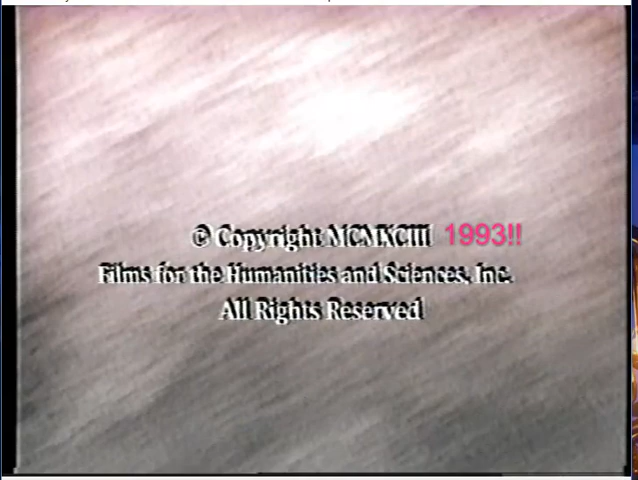 © Copyright MCMXCIII 1993!!
Films for the Humanities and Sciences, Inc.
All Rights Reserved